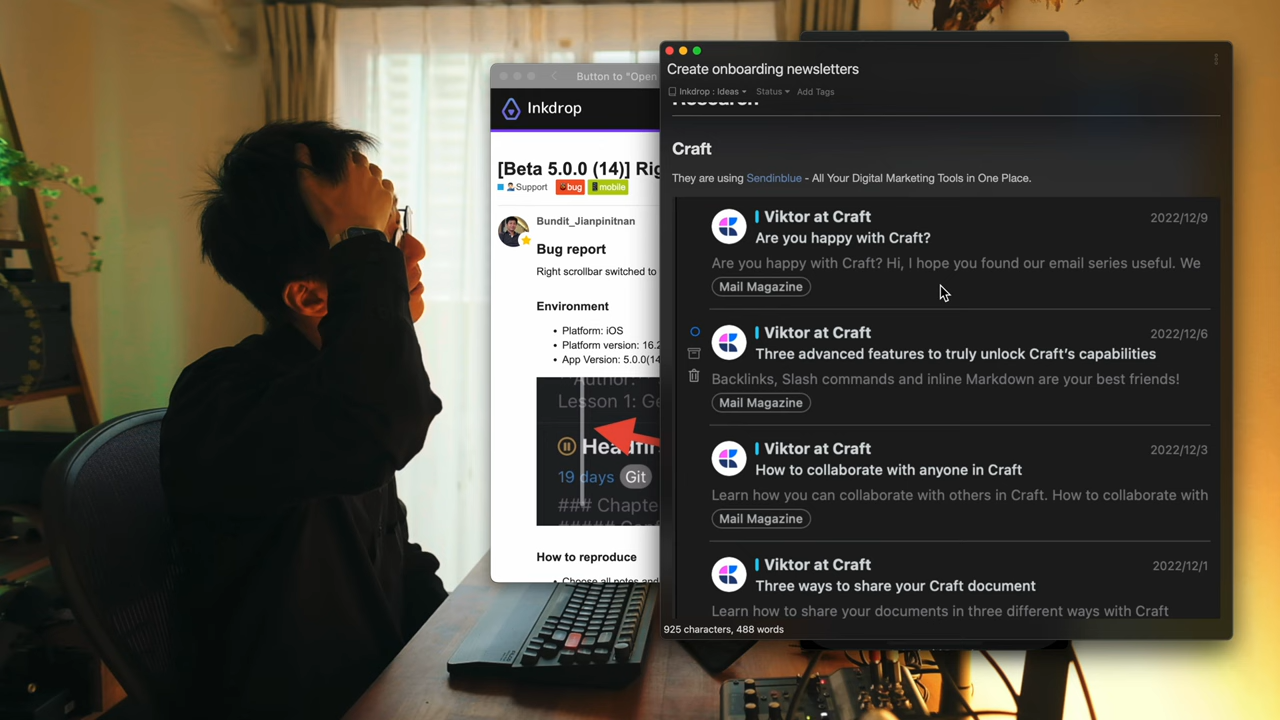 Button to "Open
Inkdrop
[Beta 5.0.0 (14)] Rig
Support bug mobile
Bundit_Jianpinitnan
Bug report
Right scrollbar switched to
Environment
Platform: iOS
Platform version: 16.2
App Version: 5.0.0(14
Author:
Lesson 1: Ge
Headfir
19 days Git
### Chapte
How to reproduce
Choose all notes and
Create onboarding newsletters
Inkdrop : Ideas Status Add Tags
Research
Craft
They are using Sendinblue - All Your Digital Marketing Tools in One Place.
Viktor at Craft 2022/12/9
Are you happy with Craft?
Are you happy with Craft? Hi, I hope you found our email series useful. We
Mail Magazine
Viktor at Craft 2022/12/6
Three advanced features to truly unlock Craft's capabilities
Backlinks, Slash commands and inline Markdown are your best friends!
Mail Magazine
Viktor at Craft 2022/12/3
How to collaborate with anyone in Craft
Learn how you can collaborate with others in Craft. How to collaborate with
Mail Magazine
Viktor at Craft 2022/12/1
Three ways to share your Craft document
Learn how to share your documents in three different ways with Craft
925 characters, 488 words